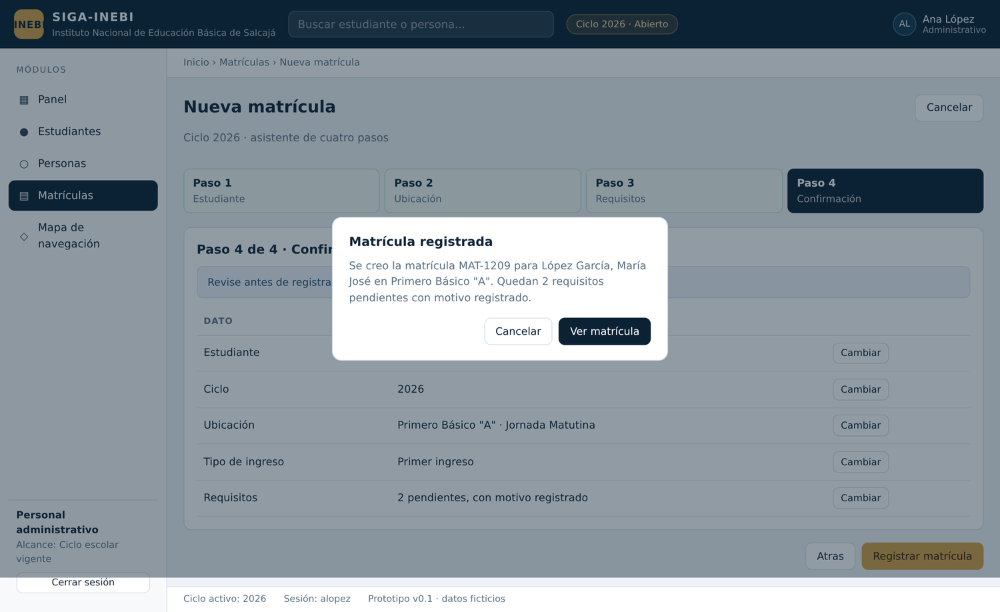 INEBI
SIGA-INEBI
Instituto Nacional de Educación Básica de Salcajá
Buscar estudiante o persona...
Ciclo 2026 · Abierto
AL
Ana López
Administrativo
MÓDULOS
Panel
Estudiantes
Personas
Matrículas
Mapa de
navegación
Personal
administrativo
Alcance: Ciclo escolar
vigente
Cerrar sesión
Inicio › Matrículas › Nueva matrícula
Nueva matrícula
Cancelar
Ciclo 2026 · asistente de cuatro pasos
Paso 1
Estudiante
Paso 2
Ubicación
Paso 3
Requisitos
Paso 4
Confirmación
Paso 4 de 4 · Confir
Revise antes de registra
Matrícula registrada
Se creo la matrícula MAT-1209 para López García, María
José en Primero Básico "A". Quedan 2 requisitos
pendientes con motivo registrado.
Cancelar
Ver matrícula
DATO
Estudiante
Cambiar
Ciclo
2026
Cambiar
Ubicación
Primero Básico "A" · Jornada Matutina
Cambiar
Tipo de ingreso
Primer ingreso
Cambiar
Requisitos
2 pendientes, con motivo registrado
Cambiar
Atras
Registrar matrícula
Ciclo activo: 2026
Sesión: alopez
Prototipo v0.1 · datos ficticios